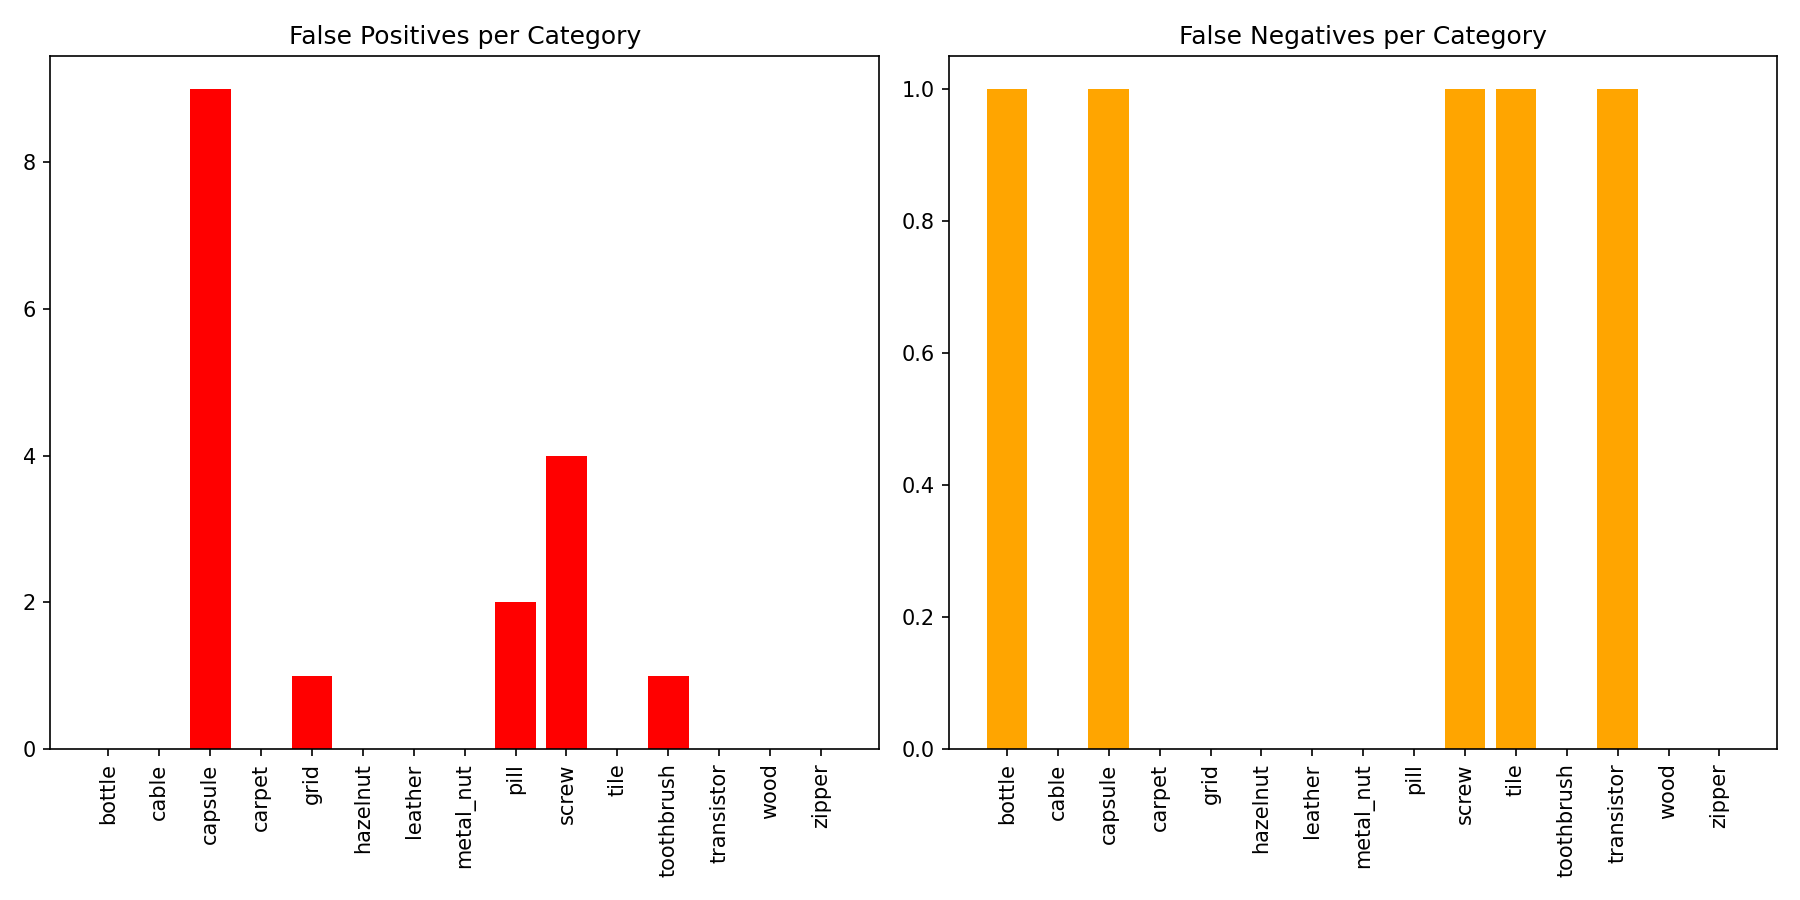 False Positives per Category
8
6
4
2
0
bottle
cable
capsule
carpet
grid
hazelnut
leather
metal_nut
pill
screw
tile
toothbrush
transistor
wood
zipper
False Negatives per Category
1.0
0.8
0.6
0.4
0.2
0.0
bottle
cable
capsule
carpet
grid
hazelnut
leather
metal_nut
pill
screw
tile
toothbrush
transistor
wood
zipper